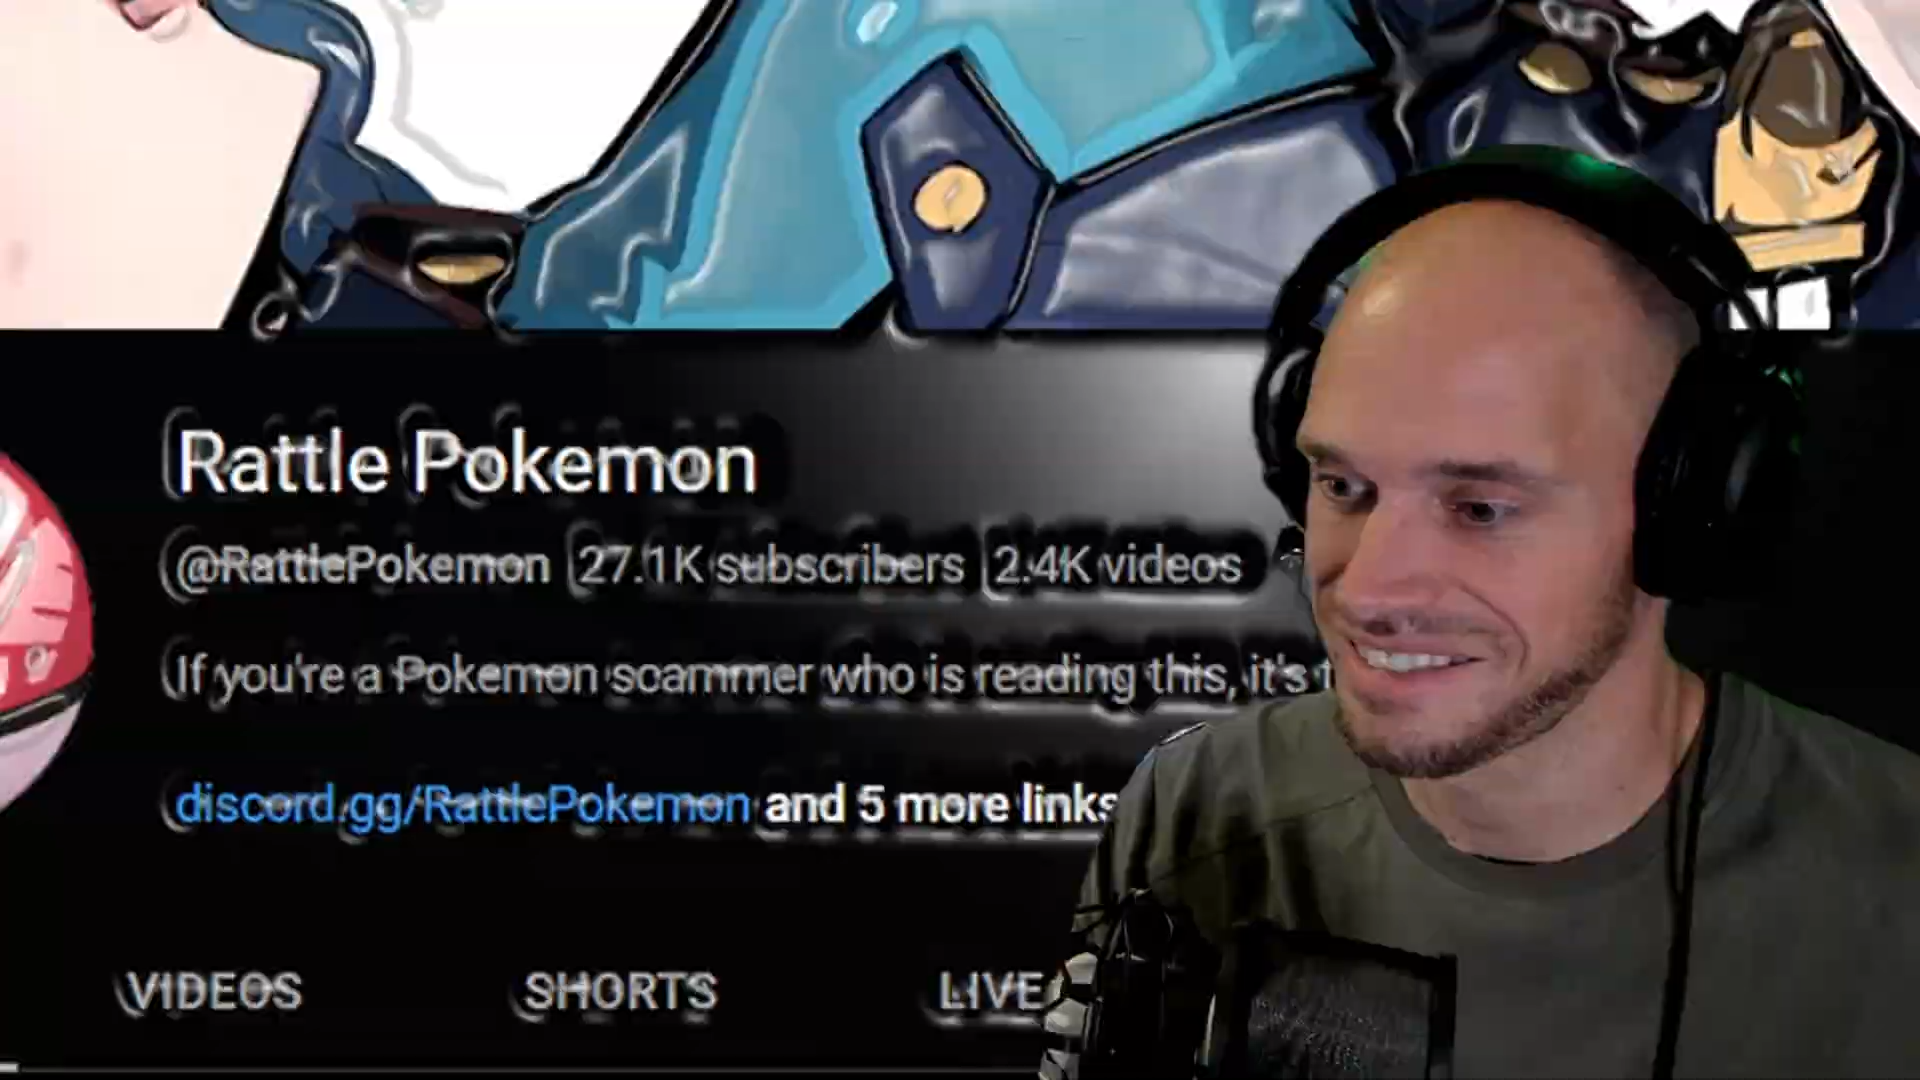 Rattle Pokemon
@RattlePokemon 27.1K subscribers 2.4K videos
If you're a Pokemon scammer who is reading this, it's
discord.gg/RattlePokemon and 5 more links
VIDEOS SHORTS LIVE